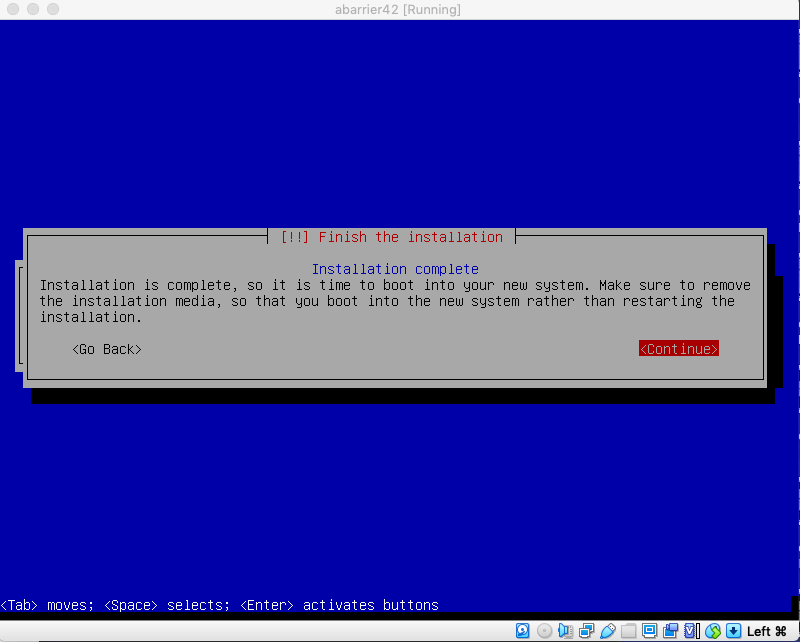 abarrier42 [Running]
[!!] Finish the installation
Installation complete
Installation is complete, so it is time to boot into your new system. Make sure to remove
the installation media, so that you boot into the new system rather than restarting the
installation.
<Go Back> <Continue>
<Tab> moves; <Space> selects; <Enter> activates buttons
Left ⌘